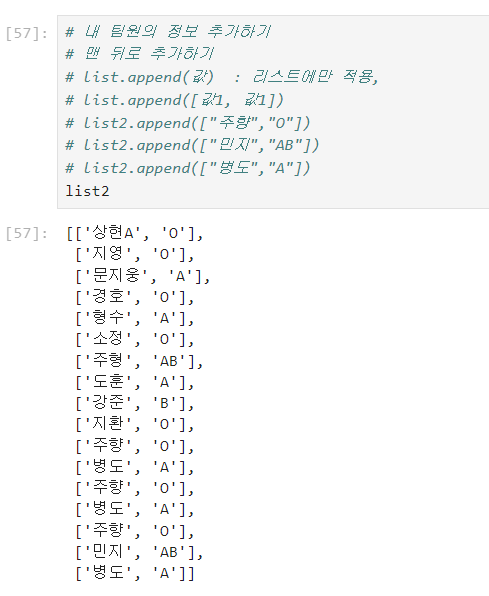 [57]: # 내 팀원의 정보 추가하기
# 맨 뒤로 추가하기
# list.append(값)  : 리스트에만 적용,
# list.append([값1, 값1])
# list2.append(["주향","O"])
# list2.append(["민지","AB"])
# list2.append(["병도","A"])
list2
[57]: [['상현A', 'O'],
['지영', 'O'],
['문지웅', 'A'],
['경호', 'O'],
['형수', 'A'],
['소정', 'O'],
['주형', 'AB'],
['도훈', 'A'],
['강준', 'B'],
['지환', 'O'],
['주향', 'O'],
['병도', 'A'],
['주향', 'O'],
['병도', 'A'],
['주향', 'O'],
['민지', 'AB'],
['병도', 'A']]